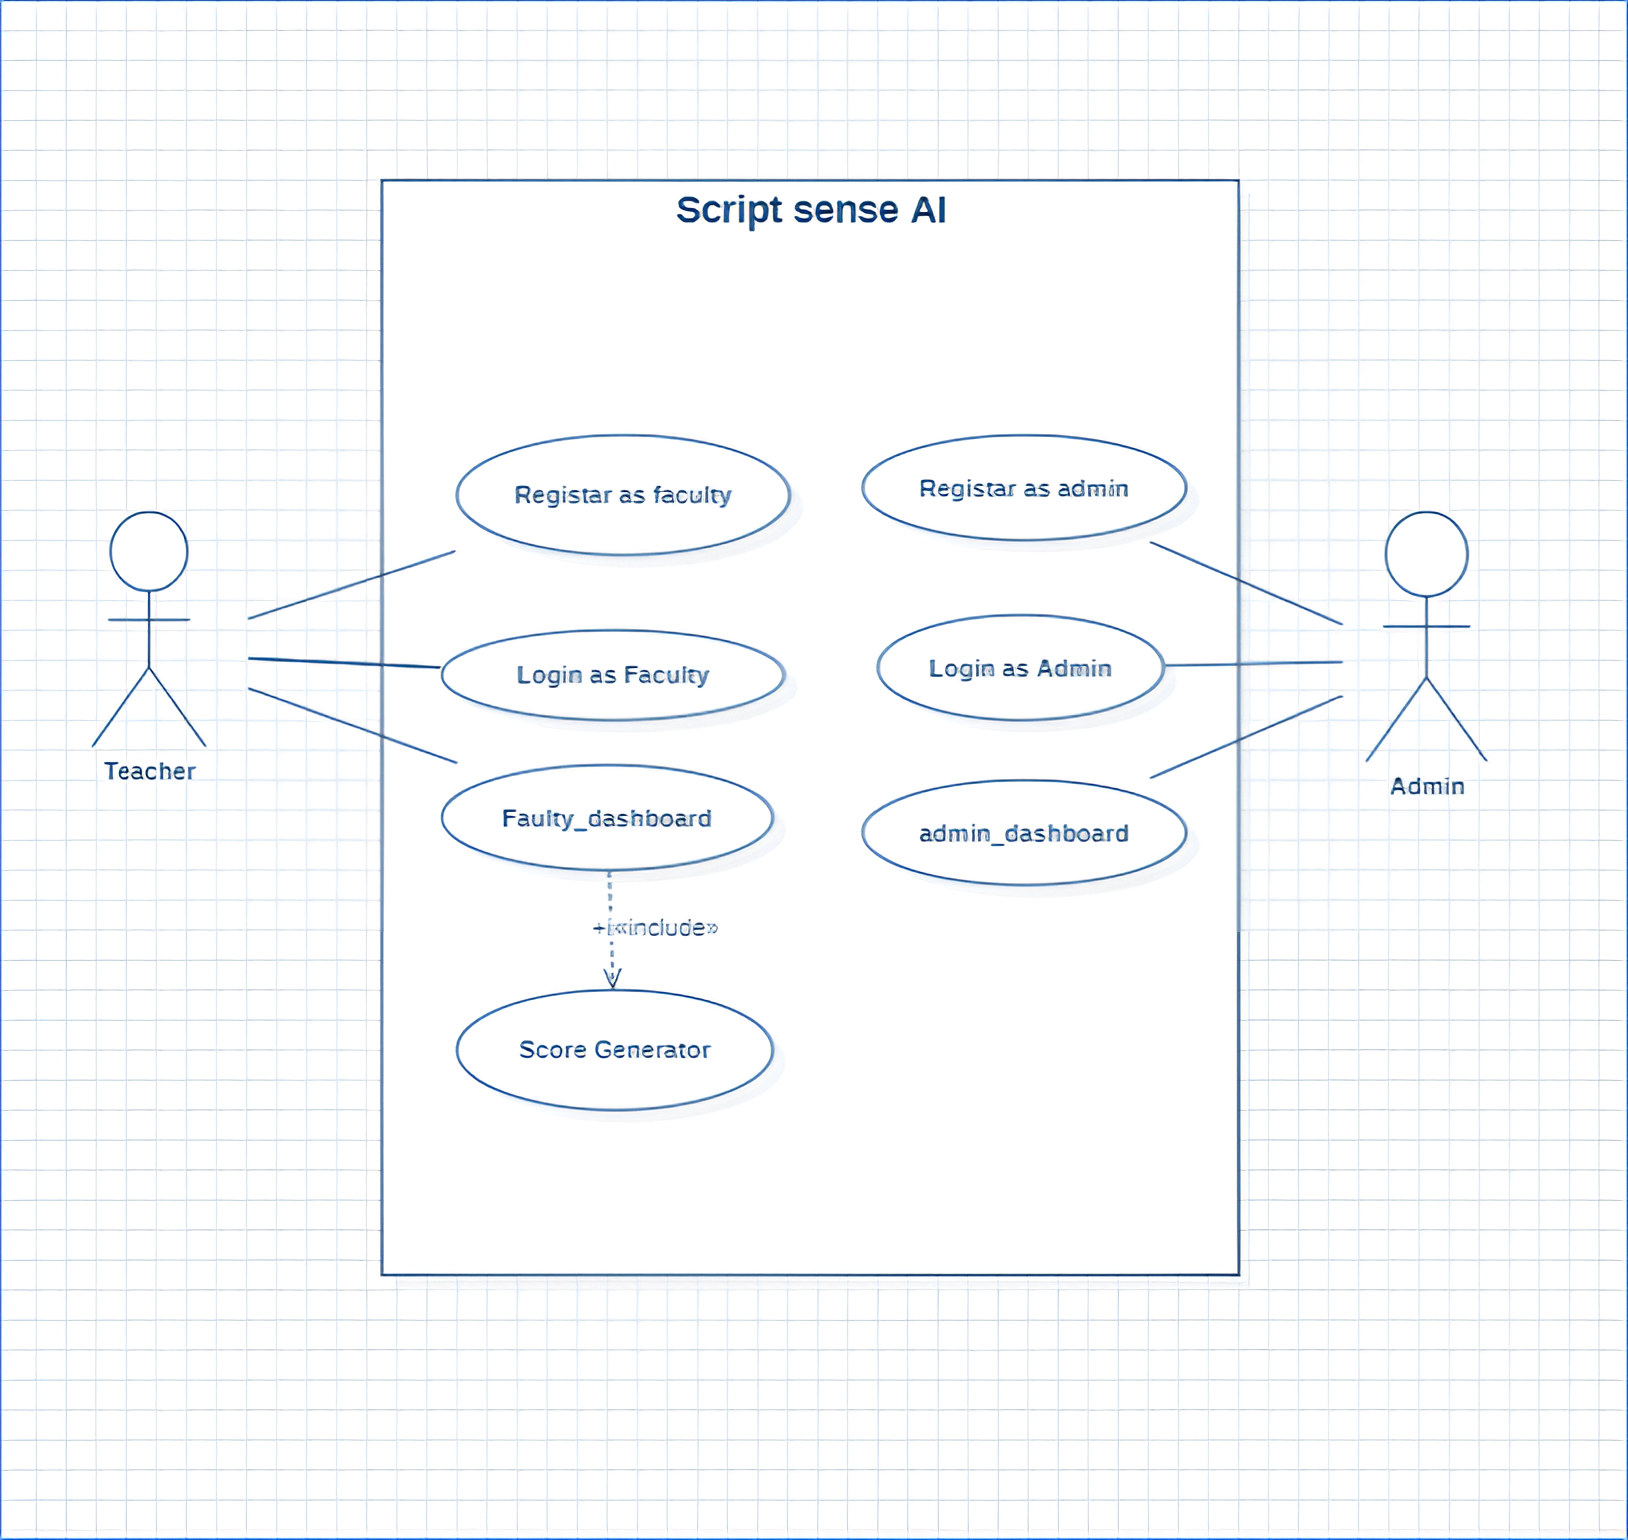 Script sense AI
Registar as faculty
Registar as admin
Login as Faculty
Login as Admin
Teacher
Admin
Faulty_dashboard
admin_dashboard
«include»
Score Generator